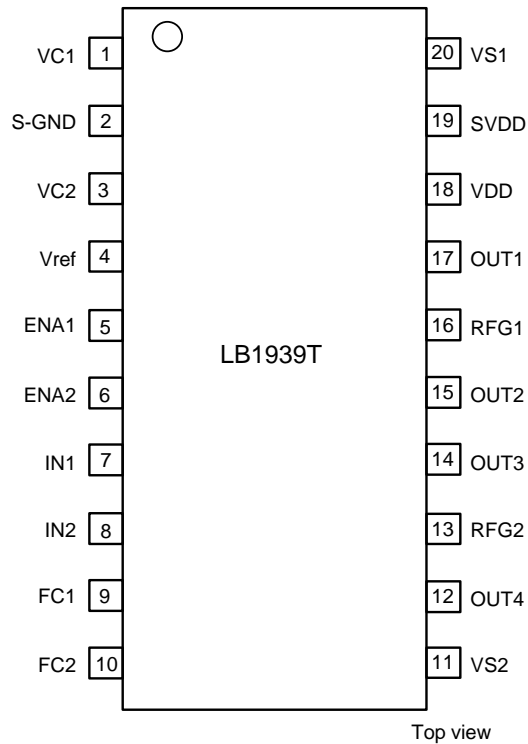 VC1 1 20 VS1
S-GND 2 19 SVDD
VC2 3 18 VDD
Vref 4 17 OUT1
ENA1 5 16 RFG1
LB1939T
ENA2 6 15 OUT2
IN1 7 14 OUT3
IN2 8 13 RFG2
FC1 9 12 OUT4
FC2 10 11 VS2
Top view